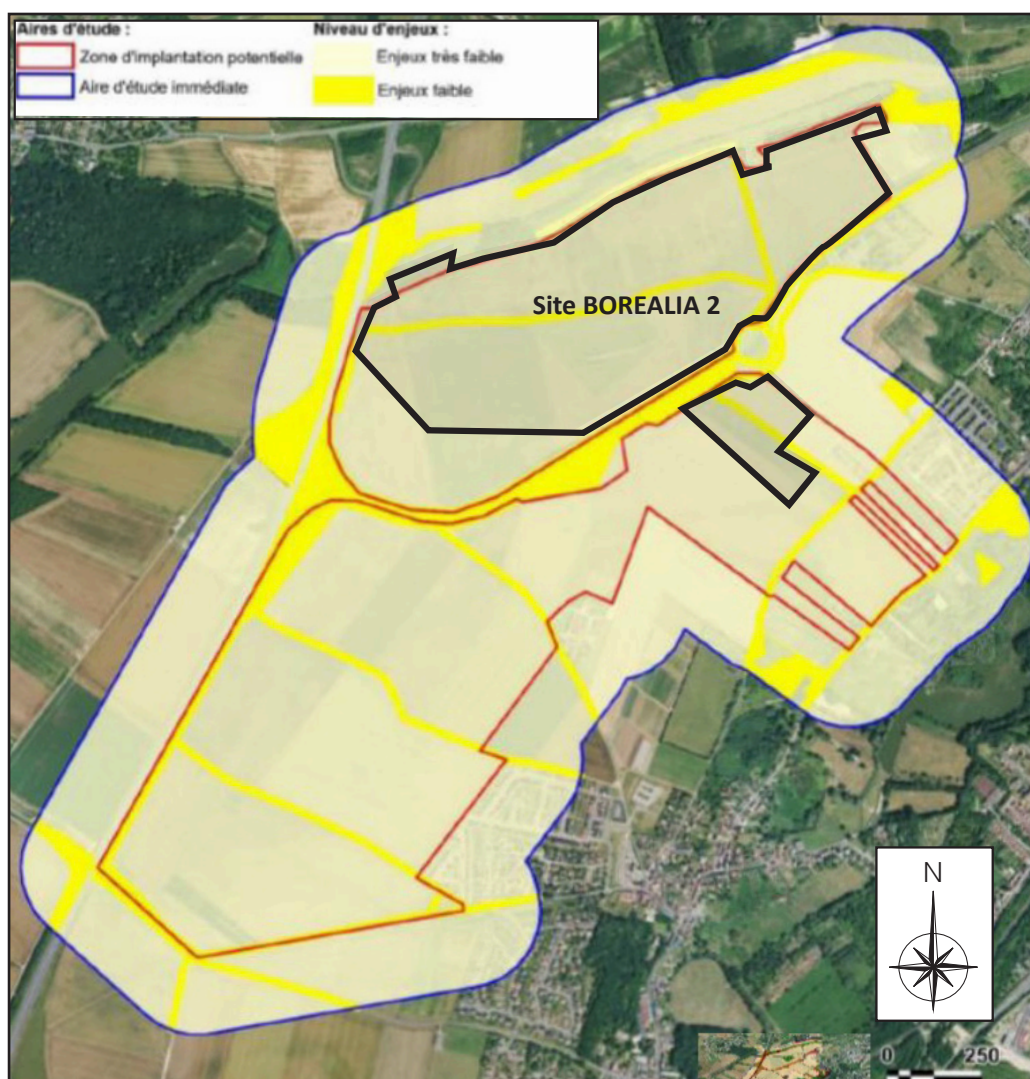 Aires d'étude :
Zone d'implantation potentielle
Aire d'étude immédiate
Niveau d'enjeux :
Enjeux très faible
Enjeux faible
Site BOREALIA 2
N
0 250